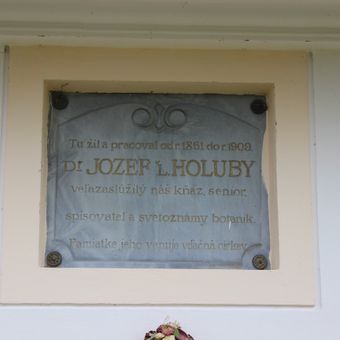 Tu žil a pracoval od r. 1861 do r. 1909.
Dr JOZEF Ľ. HOLUBY
veľazaslúžilý náš kňaz, senior,
spisovateľ a svetoznámy botanik.
Pamiatke jeho venuje vďačná cirkev.